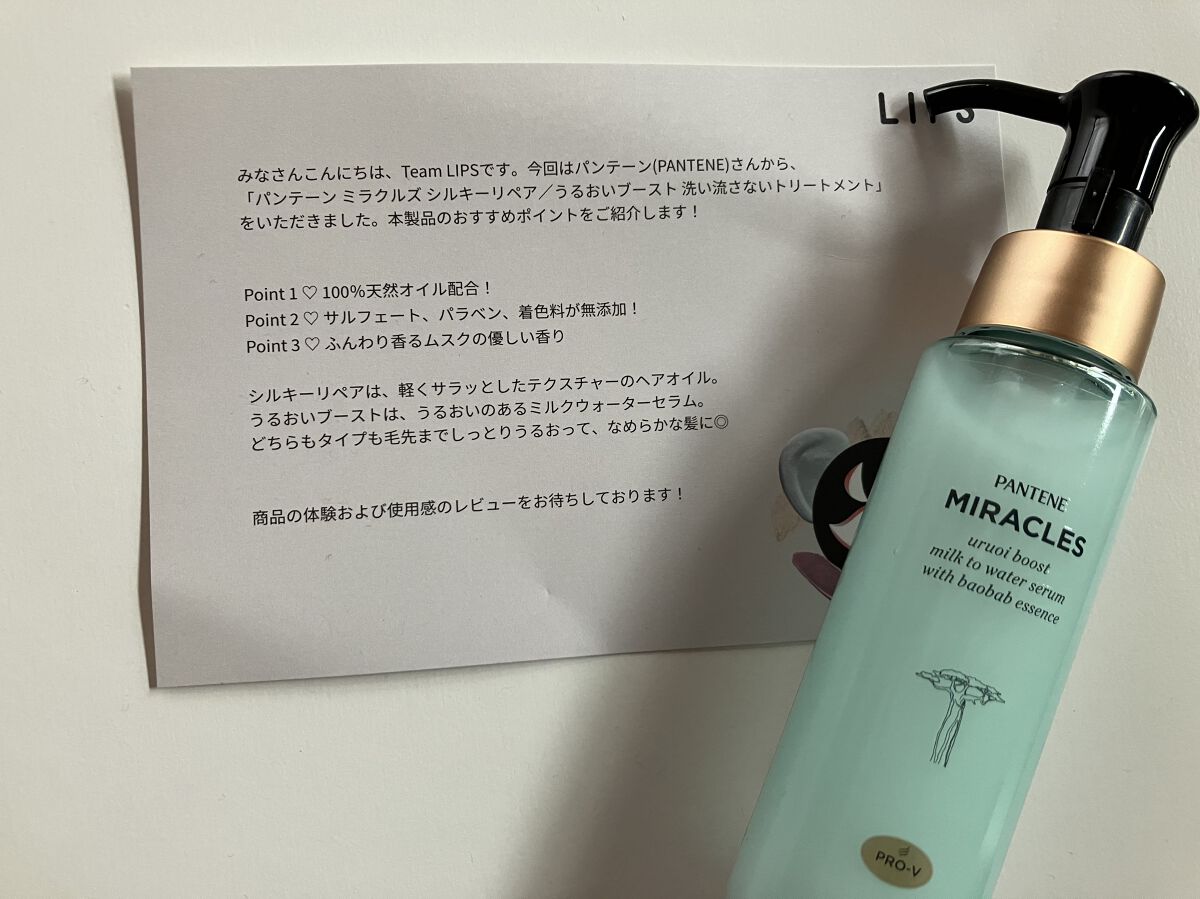 LIPS
みなさんこんにちは、Team LIPSです。今回はパンテーン(PANTENE)さんから、
「パンテーン ミラクルズ シルキーリペア／うるおいブースト 洗い流さないトリートメント」
をいただきました。本製品のおすすめポイントをご紹介します！
Point 1 ♡ 100%天然オイル配合！
Point 2 ♡ サルフェート、パラベン、着色料が無添加！
Point 3 ♡ ふんわり香るムスクの優しい香り
シルキーリペアは、軽くサラッとしたテクスチャーのヘアオイル。
うるおいブーストは、うるおいのあるミルクウォーターセラム。
どちらもタイプも毛先までしっとりうるおって、なめらかな髪に◎
商品の体験および使用感のレビューをお待ちしております！
PANTENE
MIRACLES
uruoi boost
milk to water serum
with baobab essence
PRO-V